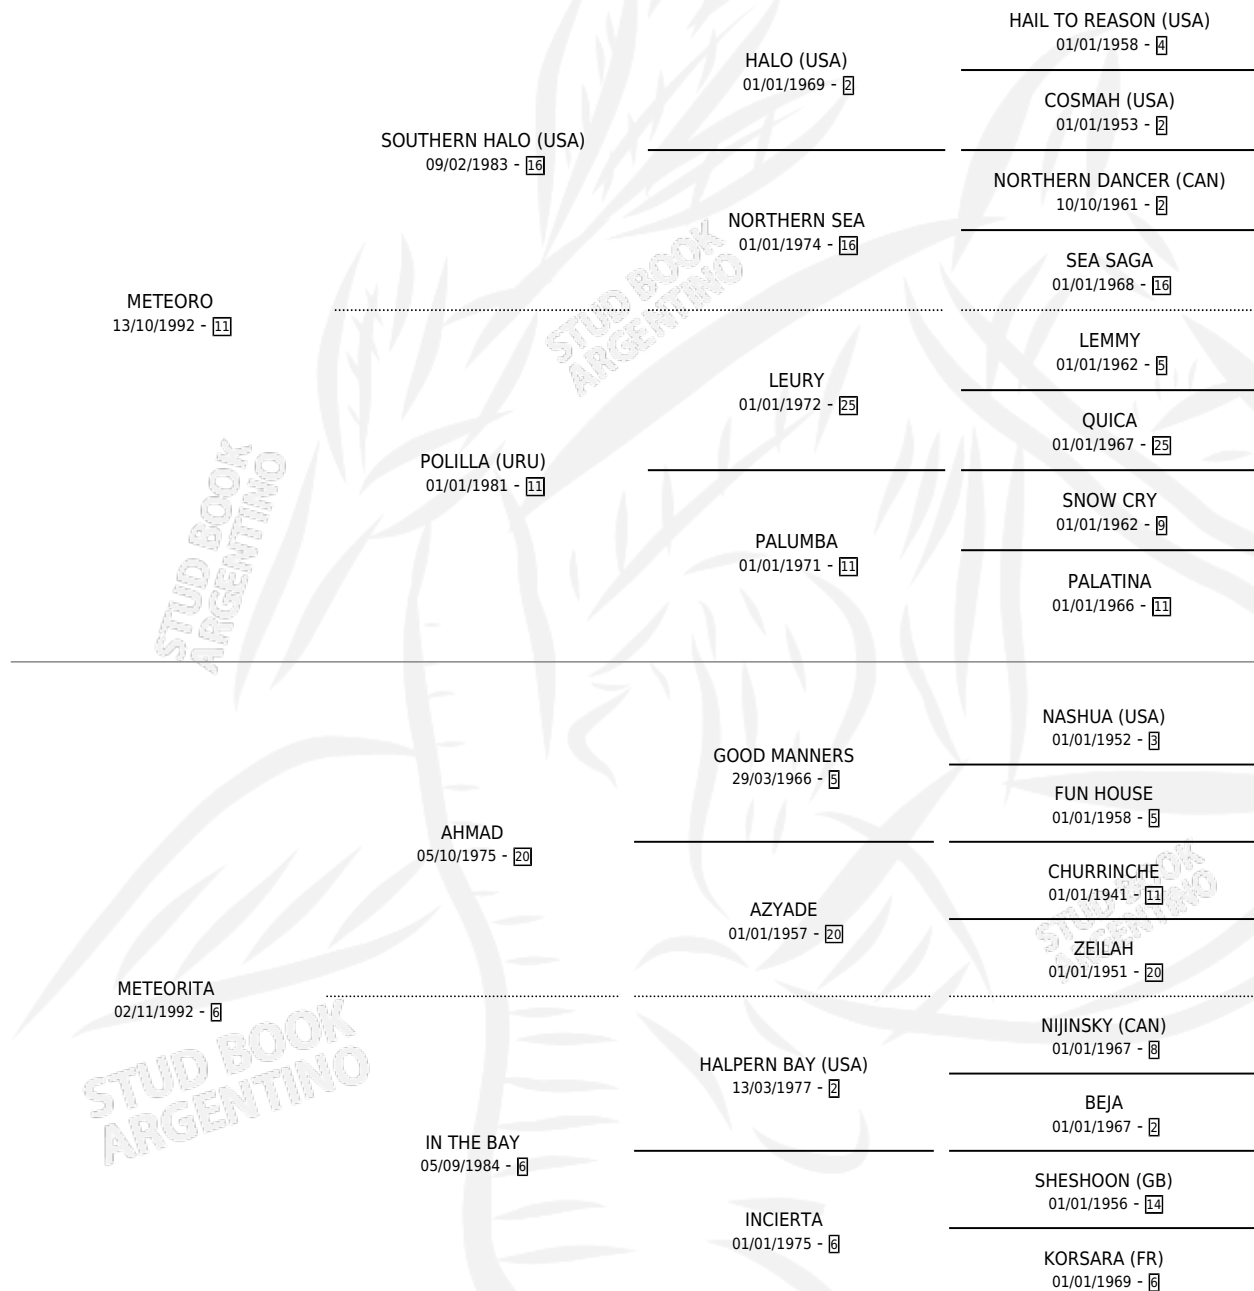 HAIL TO REASON (USA)
01/01/1958 - 4
HALO (USA)
01/01/1969 - 2
COSMAH (USA)
01/01/1953 - 2
SOUTHERN HALO (USA)
09/02/1983 - 16
NORTHERN DANCER (CAN)
10/10/1961 - 2
NORTHERN SEA
01/01/1974 - 16
SEA SAGA
01/01/1968 - 16
METEORO
13/10/1992 - 11
LEMMY
01/01/1962 - 5
LEURY
01/01/1972 - 25
QUICA
01/01/1967 - 25
POLILLA (URU)
01/01/1981 - 11
SNOW CRY
01/01/1962 - 9
PALUMBA
01/01/1971 - 11
PALATINA
01/01/1966 - 11
NASHUA (USA)
01/01/1952 - 3
GOOD MANNERS
29/03/1966 - 5
FUN HOUSE
01/01/1958 - 5
AHMAD
05/10/1975 - 20
CHURRINCHE
01/01/1941 - 11
AZYADE
01/01/1957 - 20
ZEILAH
01/01/1951 - 20
METEORITA
02/11/1992 - 6
NIJINSKY (CAN)
01/01/1967 - 8
HALPERN BAY (USA)
13/03/1977 - 2
BEJA
01/01/1967 - 2
IN THE BAY
05/09/1984 - 6
SHESHOON (GB)
01/01/1956 - 14
INCIERTA
01/01/1975 - 6
KORSARA (FR)
01/01/1969 - 6
STUD BOOK
ARGENTINO
STUD BOOK
ARGENTINO
STUD BOOK
ARGENTINO
STUD BOOK
ARGENTINO